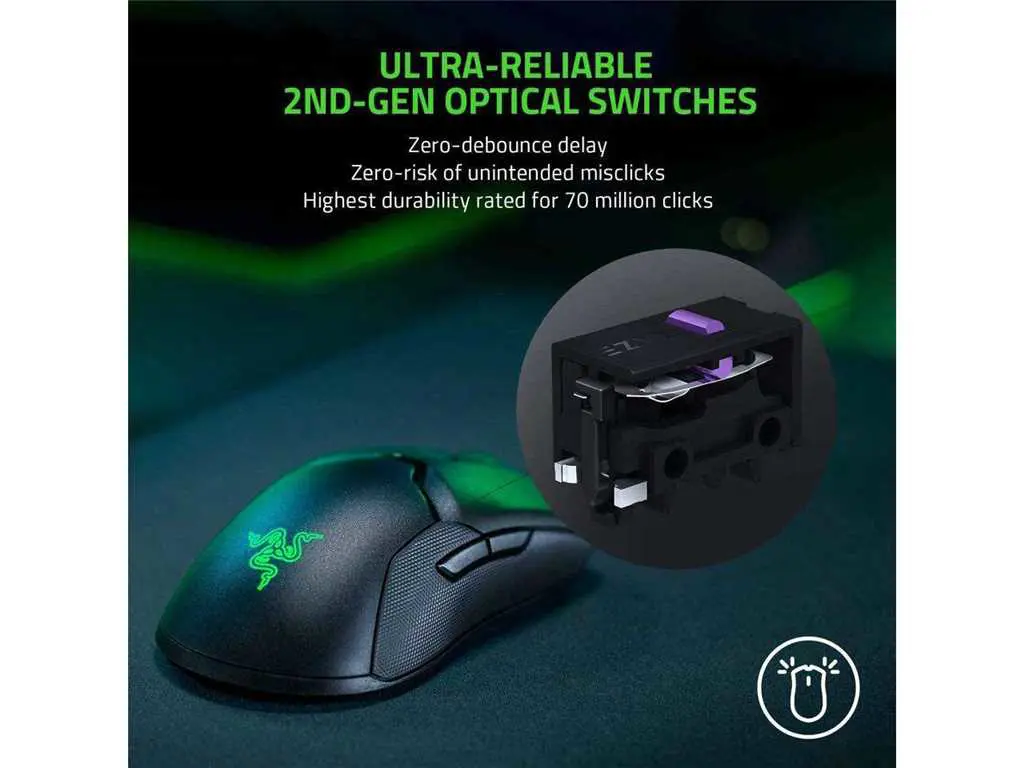 ULTRA-RELIABLE
2ND-GEN OPTICAL SWITCHES
Zero-debounce delay
Zero-risk of unintended misclicks
Highest durability rated for 70 million clicks